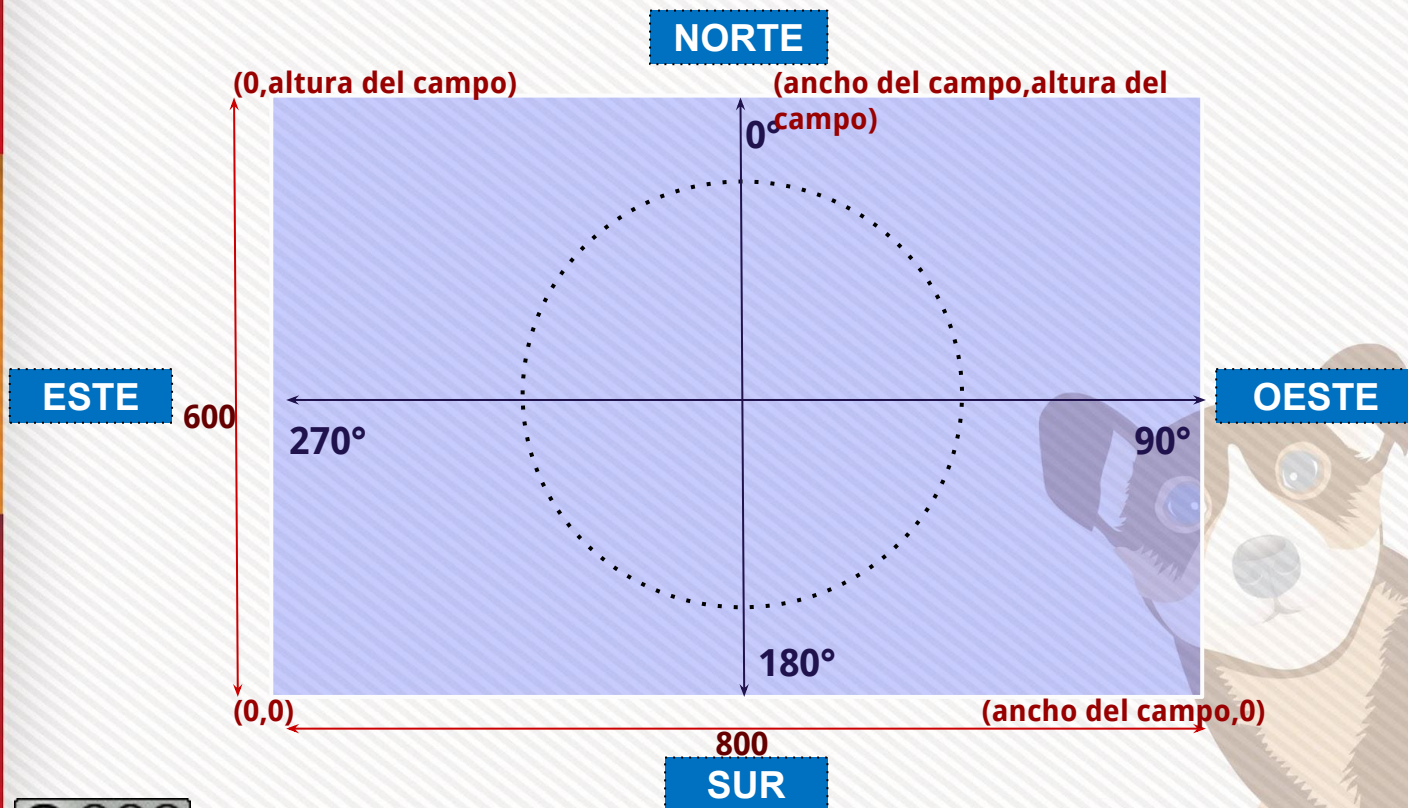 NORTE
(0,altura del campo)
(ancho del campo,altura del
campo)
0°
ESTE
600
OESTE
270°
90°
180°
(0,0)
(ancho del campo,0)
800
SUR